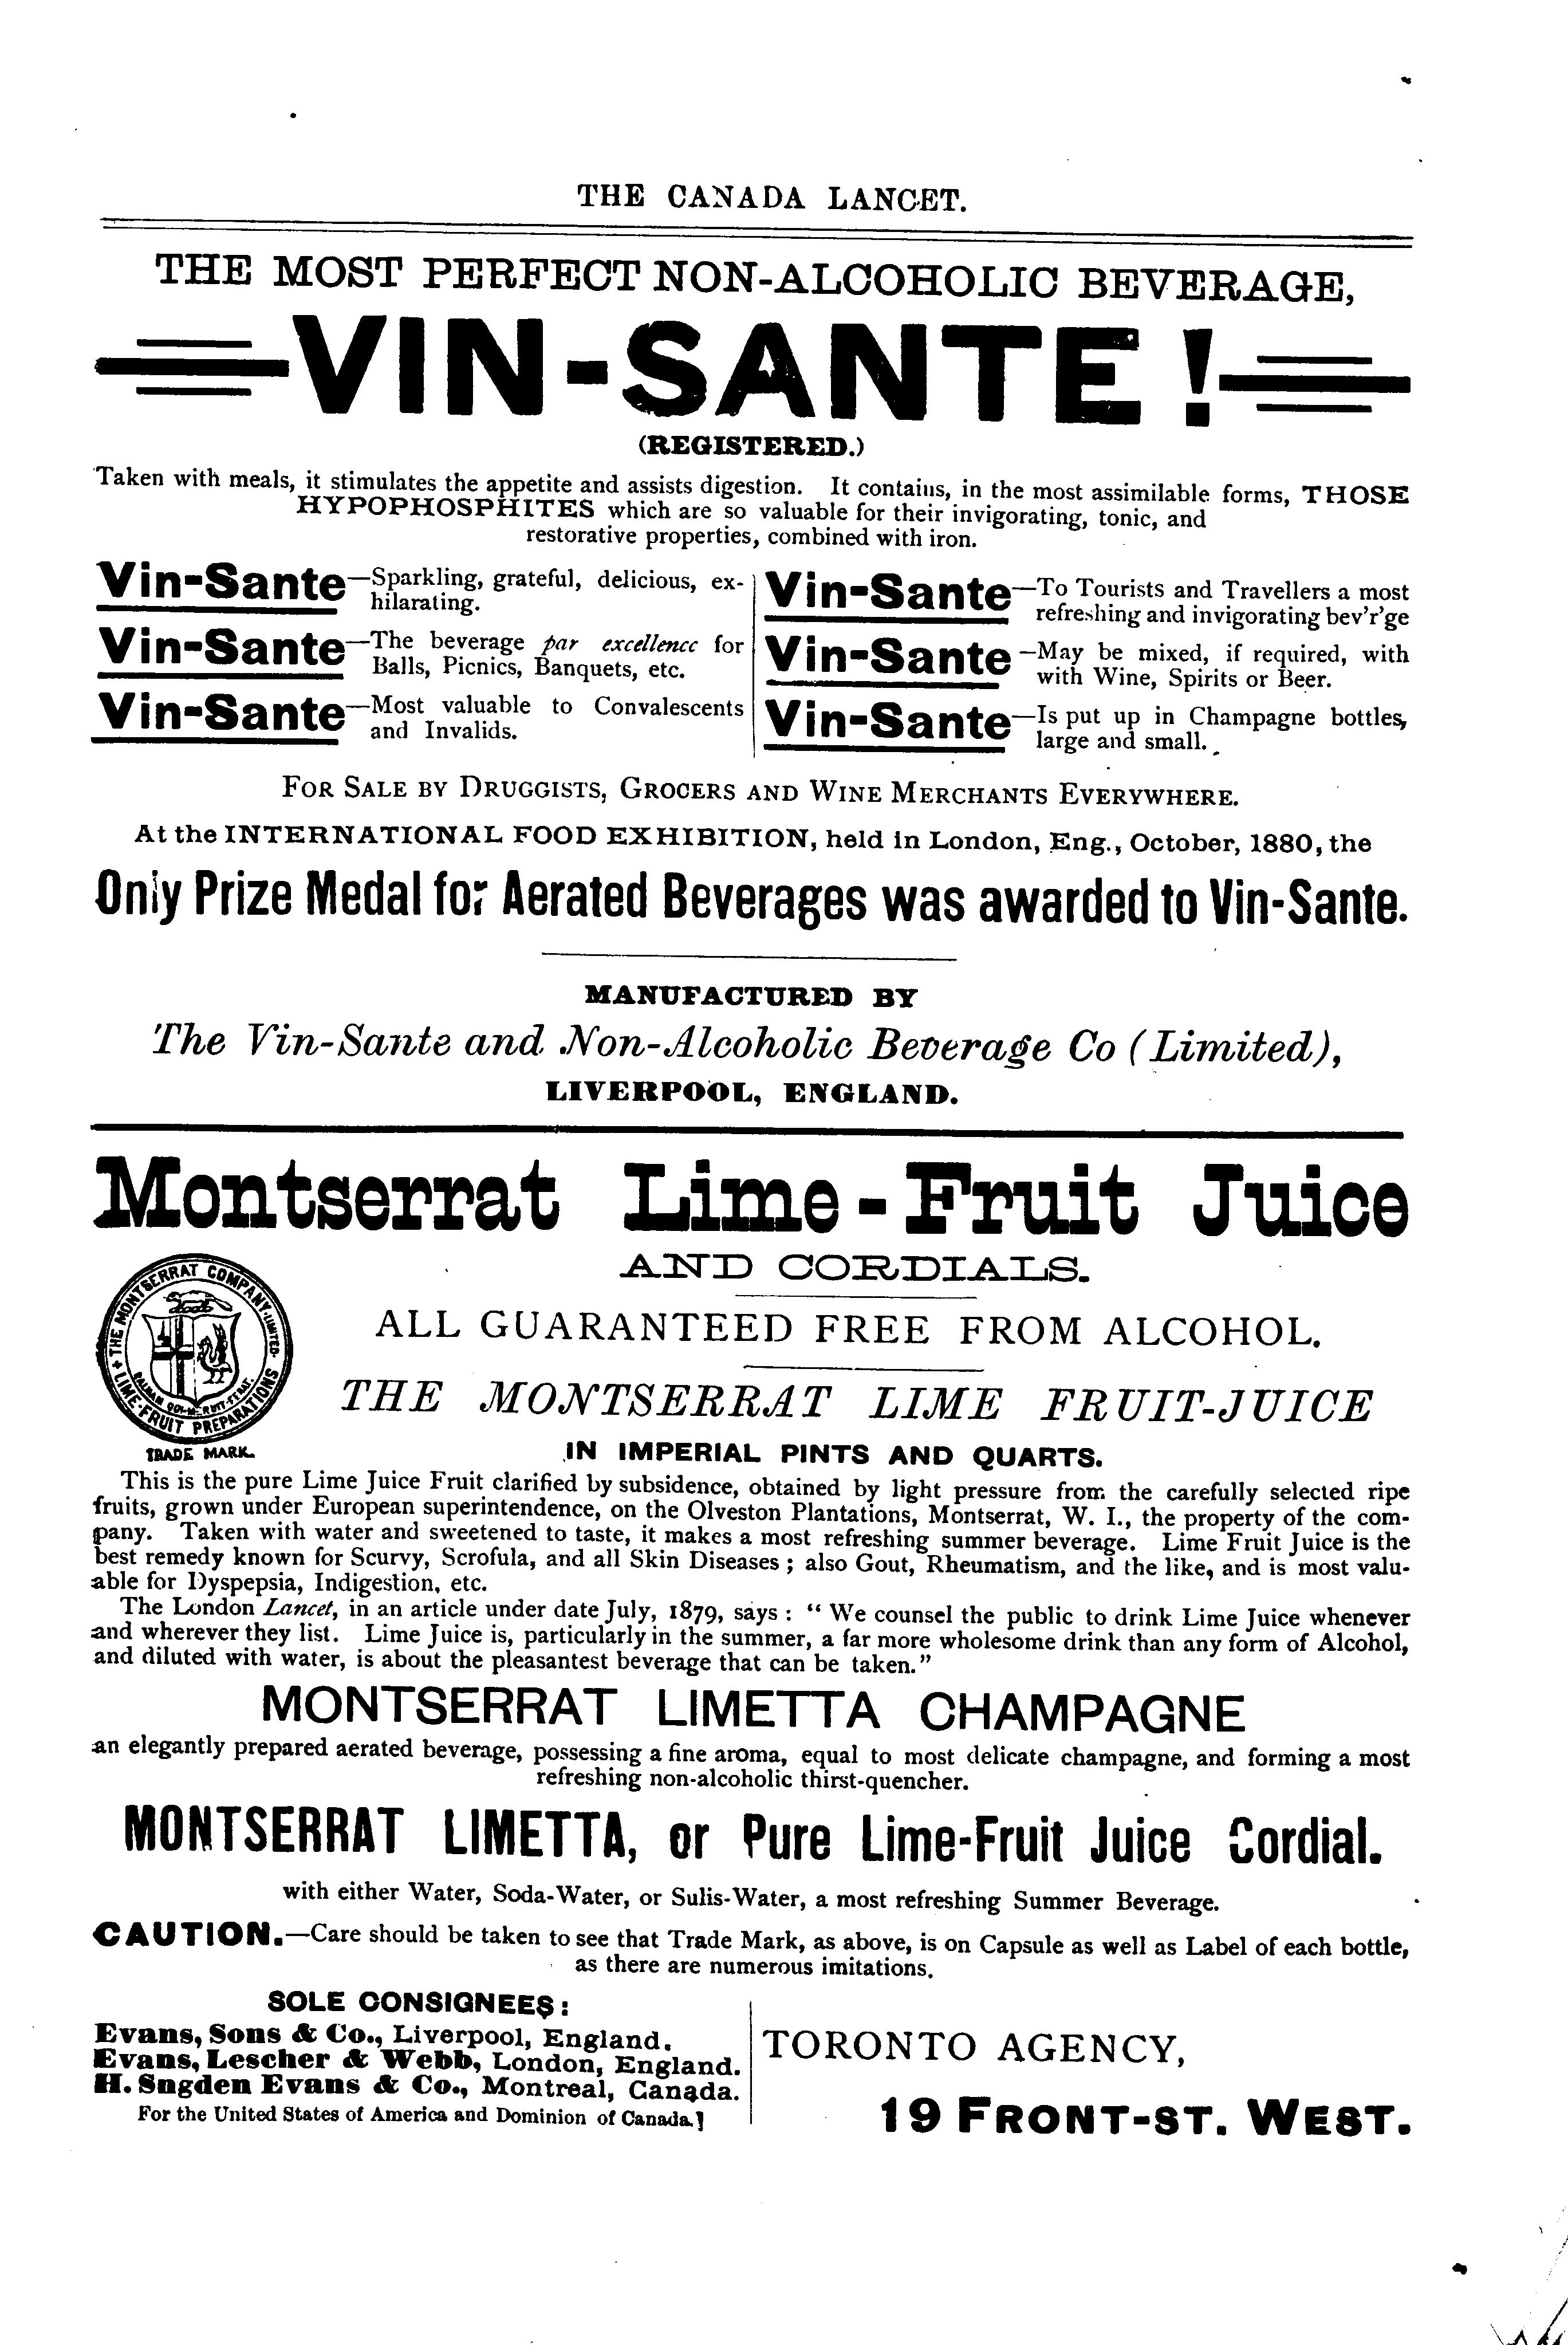 THE CANADA LANCET.
THE MOST PERFECT NON-ALCOHOLIC BEVERAGE,
VIN-SANTE!
(REGISTERED.)
Taken with meals, it stimulates the appetite and assists digestion. It contains, in the most assimilable forms, THOSE
HYPOPHOSPHITES which are so valuable for their invigorating, tonic, and
restorative properties, combined with iron.
Vin-Sante—Sparkling, grateful, delicious, ex-
hilarating.
Vin-Sante—The beverage par excellence for
Balls, Picnics, Banquets, etc.
Vin-Sante—Most valuable to Convalescents
and Invalids.
Vin-Sante—To Tourists and Travellers a most
refreshing and invigorating bev'r'ge
Vin-Sante—May be mixed, if required, with
with Wine, Spirits or Beer.
Vin-Sante—Is put up in Champagne bottles,
large and small.
FOR SALE BY DRUGGISTS, GROCERS AND WINE MERCHANTS EVERYWHERE.
At the INTERNATIONAL FOOD EXHIBITION, held in London, Eng., October, 1880, the
Only Prize Medal for Aerated Beverages was awarded to Vin-Sante.
MANUFACTURED BY
The Vin-Sante and Non-Alcoholic Beverage Co (Limited),
LIVERPOOL, ENGLAND.
Montserrat Lime-Fruit Juice
AND CORDIALS.
THE MONTSERRAT COMPANY LIMITED
LIME-FRUIT PREPARATIONS
TRADE MARK.
ALL GUARANTEED FREE FROM ALCOHOL.
THE MONTSERRAT LIME FRUIT-JUICE
IN IMPERIAL PINTS AND QUARTS.
This is the pure Lime Juice Fruit clarified by subsidence, obtained by light pressure from the carefully selected ripe
fruits, grown under European superintendence, on the Olveston Plantations, Montserrat, W. I., the property of the com-
pany. Taken with water and sweetened to taste, it makes a most refreshing summer beverage. Lime Fruit Juice is the
best remedy known for Scurvy, Scrofula, and all Skin Diseases; also Gout, Rheumatism, and the like, and is most valu-
able for Dyspepsia, Indigestion, etc.
The London Lancet, in an article under date July, 1879, says: "We counsel the public to drink Lime Juice whenever
and wherever they list. Lime Juice is, particularly in the summer, a far more wholesome drink than any form of Alcohol,
and diluted with water, is about the pleasantest beverage that can be taken."
MONTSERRAT LIMETTA CHAMPAGNE
an elegantly prepared aerated beverage, possessing a fine aroma, equal to most delicate champagne, and forming a most
refreshing non-alcoholic thirst-quencher.
MONTSERRAT LIMETTA, or Pure Lime-Fruit Juice Cordial.
with either Water, Soda-Water, or Sulis-Water, a most refreshing Summer Beverage.
CAUTION.—Care should be taken to see that Trade Mark, as above, is on Capsule as well as Label of each bottle,
as there are numerous imitations.
SOLE CONSIGNEES:
Evans, Sons & Co., Liverpool, England.
Evans, Lescher & Webb, London, England.
H. Sugden Evans & Co., Montreal, Canada.
For the United States of America and Dominion of Canada.]
TORONTO AGENCY,
19 FRONT-ST. WEST.